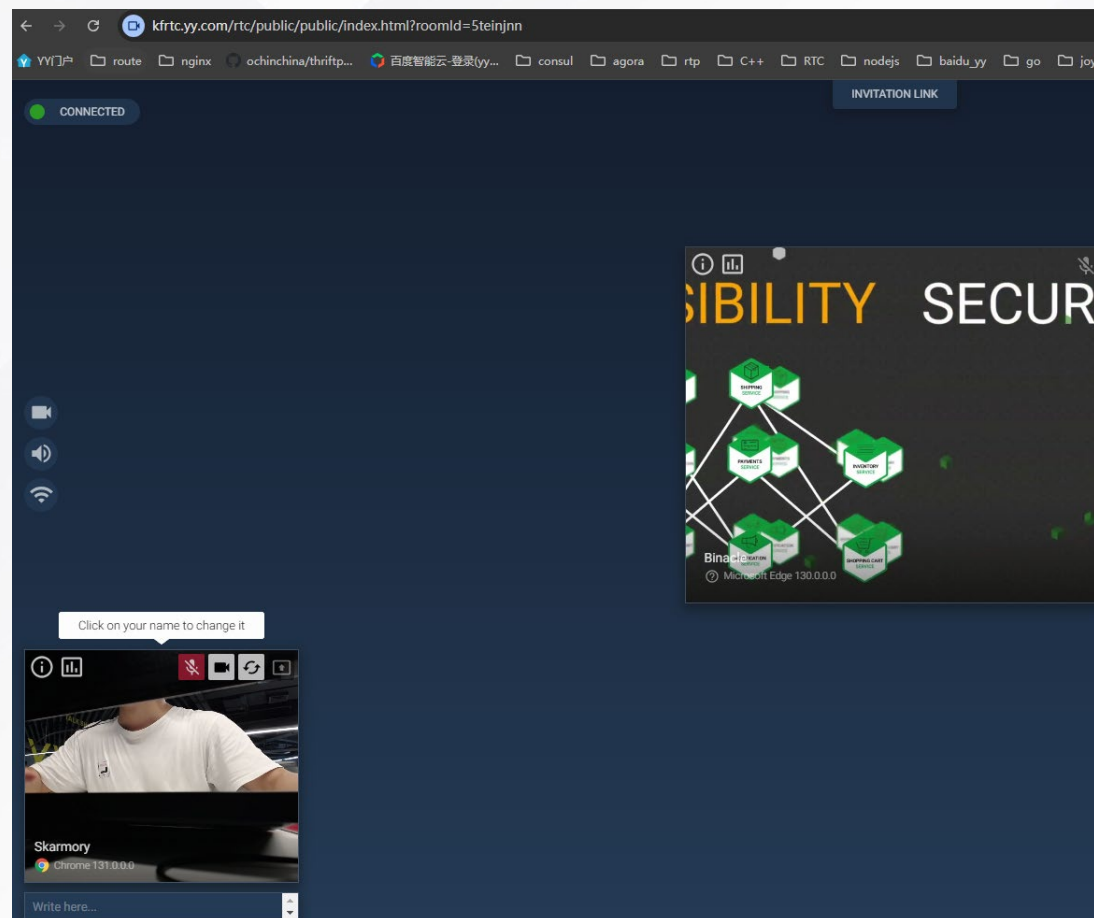 kfrtc.yy.com/rtc/public/public/index.html?roomId=5teinjnn
YY门户 route nginx ochinchina/thriftp... 百度智能云-登录(yy... consul agora rtp C++ RTC nodejs baidu_yy go joy
CONNECTED
INVITATION LINK
SIBILITY SECUR
SHIPPING
SERVICE
PAYMENTS
SERVICE
INVENTORY
SERVICE
SHOPPING CART
SERVICE
Binacle
Microsoft Edge 130.0.0.0
Click on your name to change it
Skarmory
Chrome 131.0.0.0
Write here...